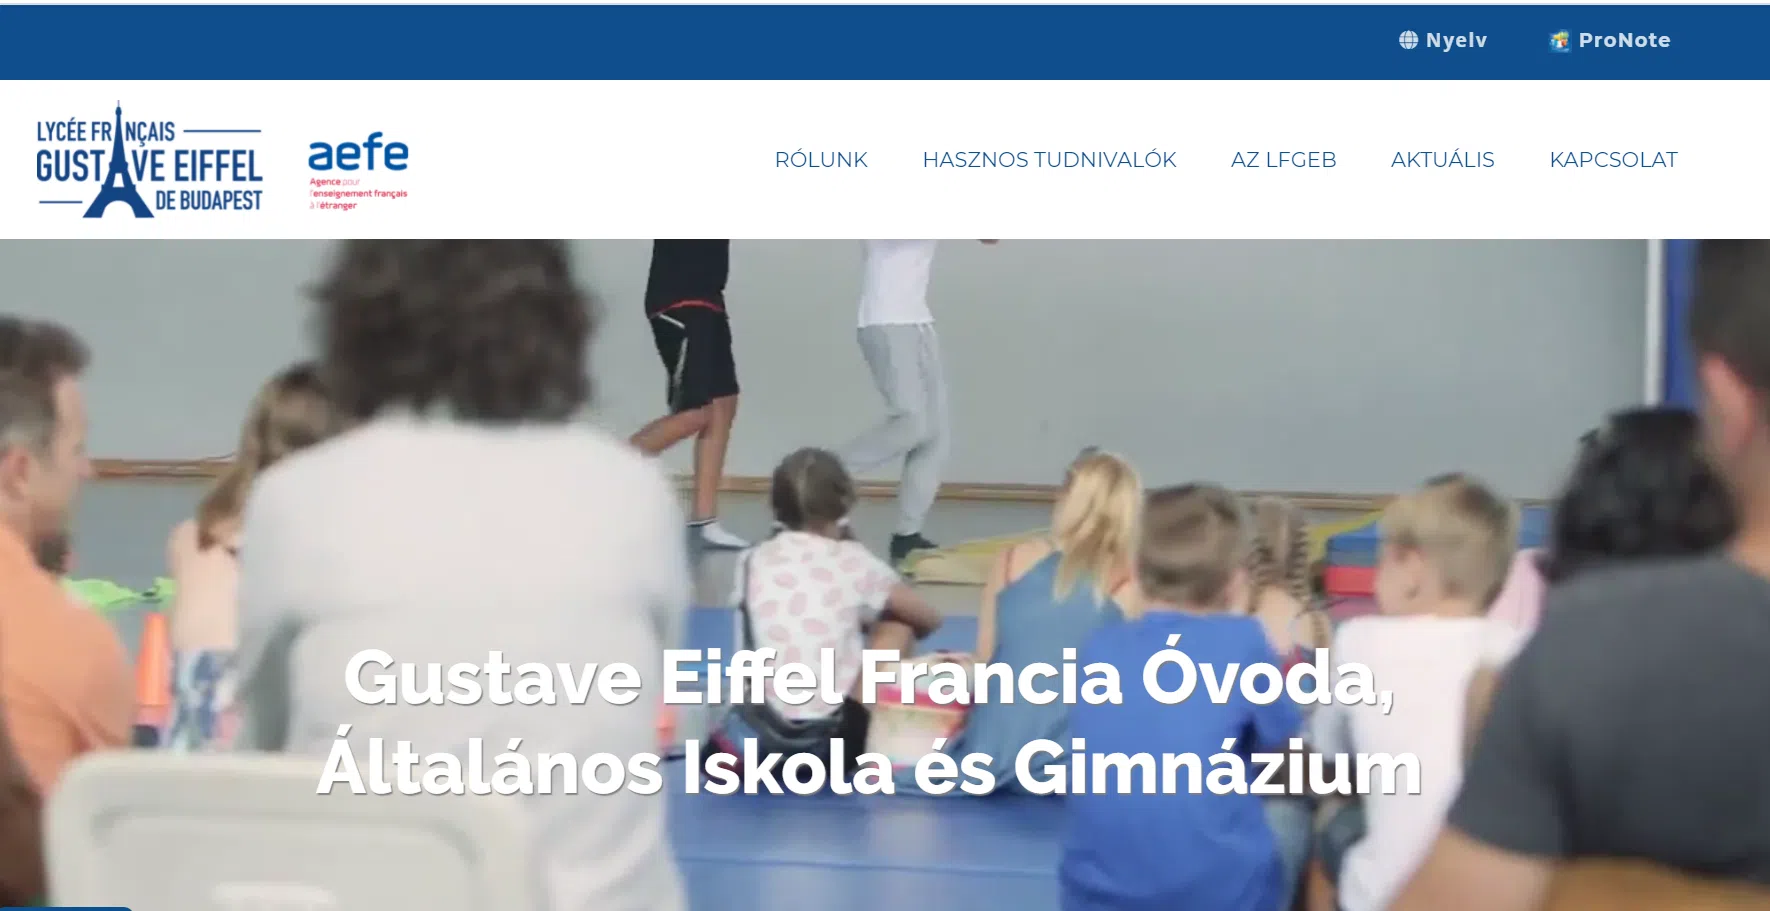 Nyelv
ProNote
LYCÉE FRANÇAIS
GUSTAVE EIFFEL
DE BUDAPEST
aefe
Agence pour
l'enseignement français
à l'étranger
RÓLUNK
HASZNOS TUDNIVALÓK
AZ LFGEB
AKTUÁLIS
KAPCSOLAT
Gustave Eiffel Francia Óvoda,
Általános Iskola és Gimnázium